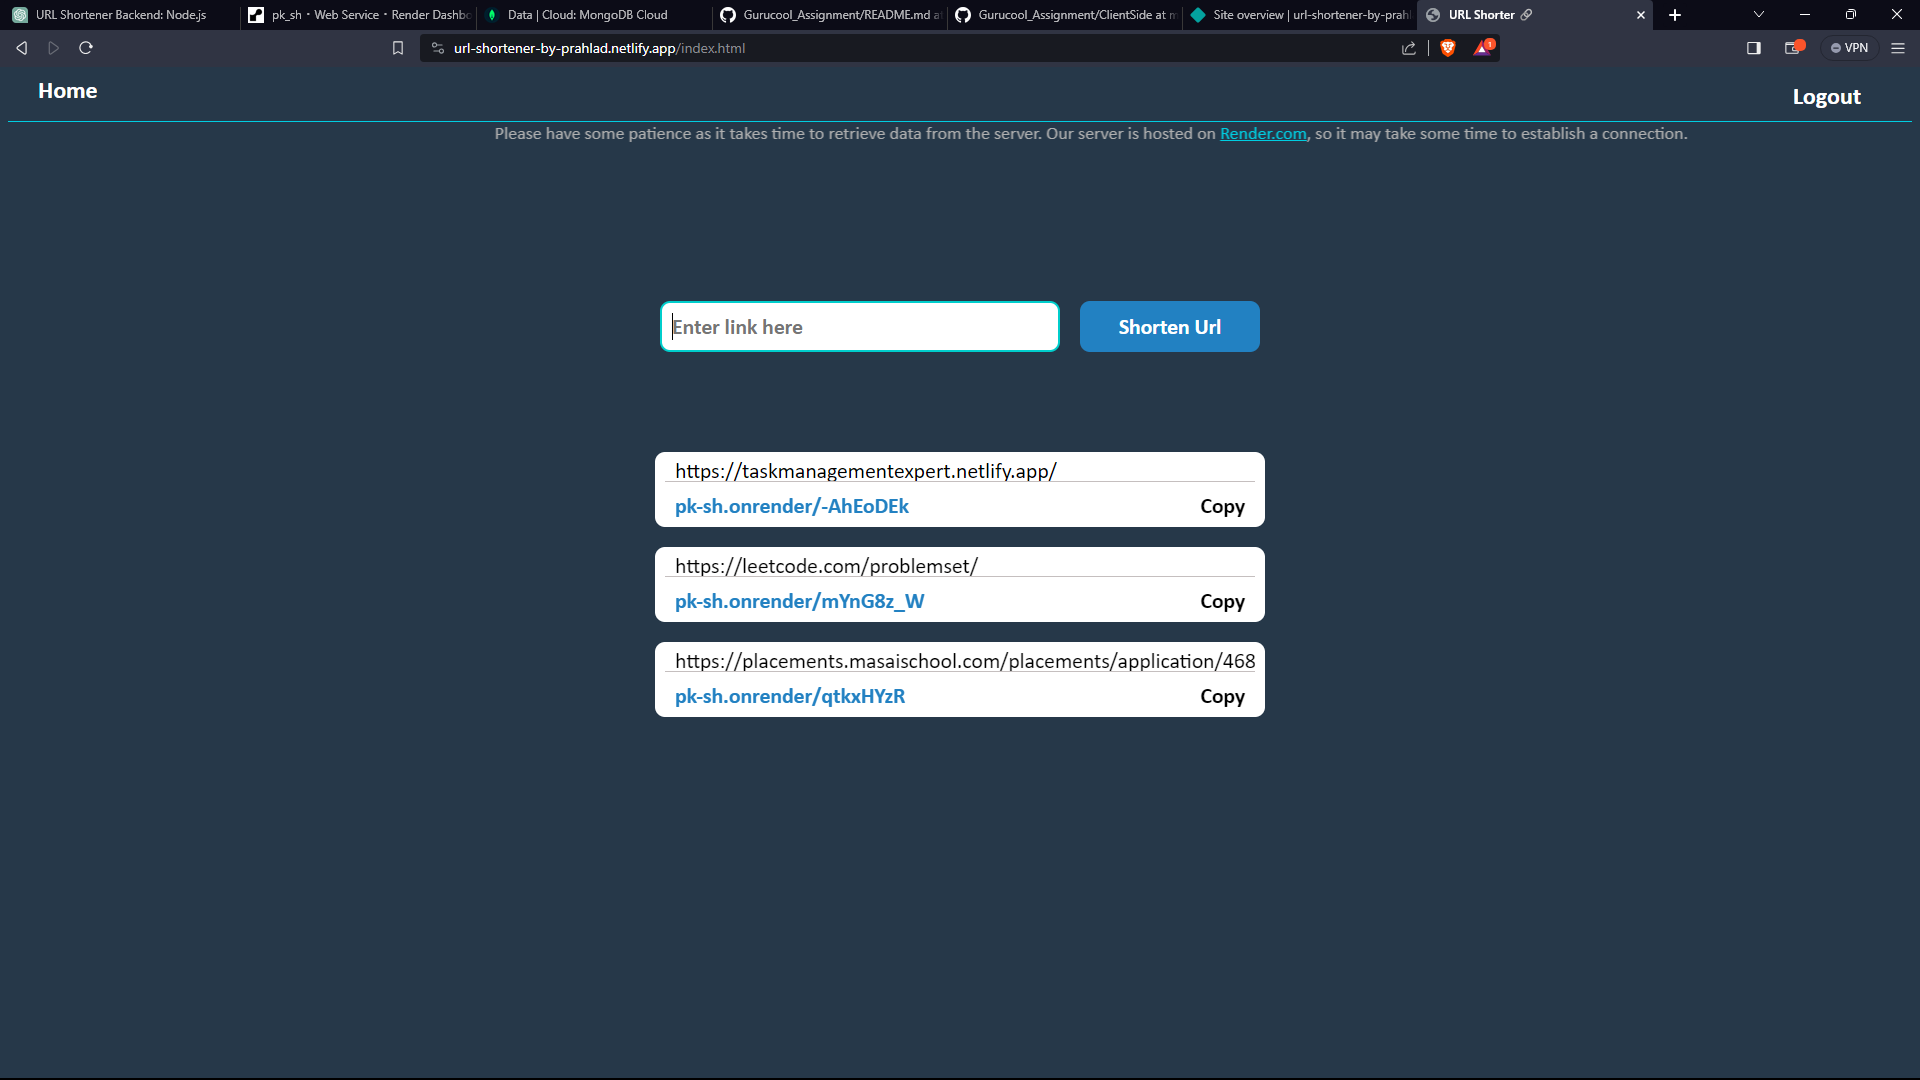 URL Shortener Backend: Node.js
pk_sh · Web Service · Render Dashbo
Data | Cloud: MongoDB Cloud
Gurucool_Assignment/README.md at
Gurucool_Assignment/ClientSide at m
Site overview | url-shortener-by-prahl
URL Shorter
url-shortener-by-prahlad.netlify.app/index.html
1
VPN
Home
Logout
Please have some patience as it takes time to retrieve data from the server. Our server is hosted on Render.com, so it may take some time to establish a connection.
Enter link here
Shorten Url
https://taskmanagementexpert.netlify.app/
pk-sh.onrender/-AhEoDEk
Copy
https://leetcode.com/problemset/
pk-sh.onrender/mYnG8z_W
Copy
https://placements.masaischool.com/placements/application/468
pk-sh.onrender/qtkxHYzR
Copy